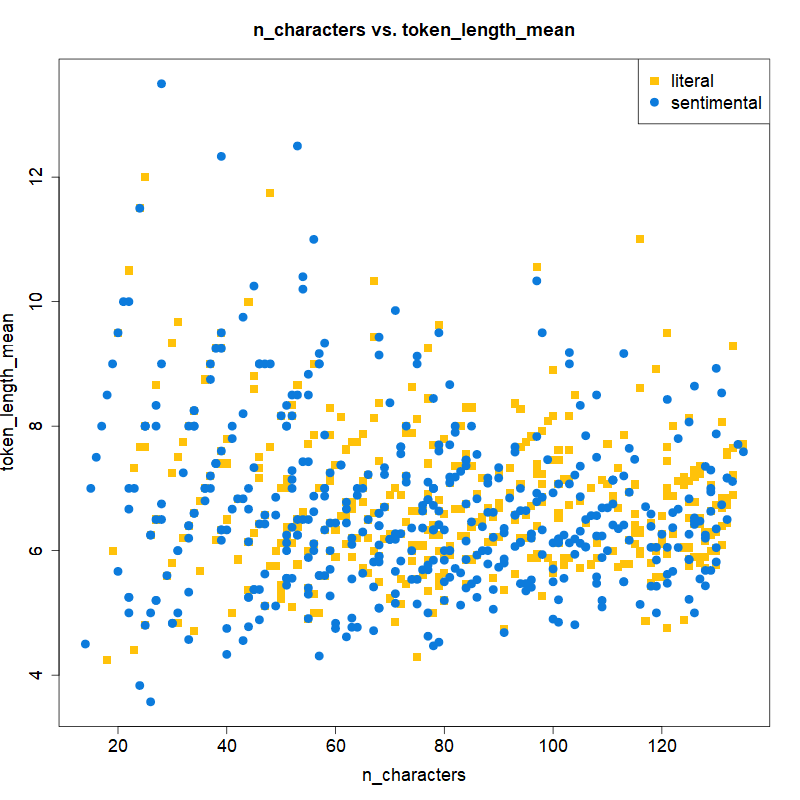 n_characters vs. token_length_mean
literal
sentimental
12
10
8
6
4
token_length_mean
20 40 60 80 100 120
n_characters